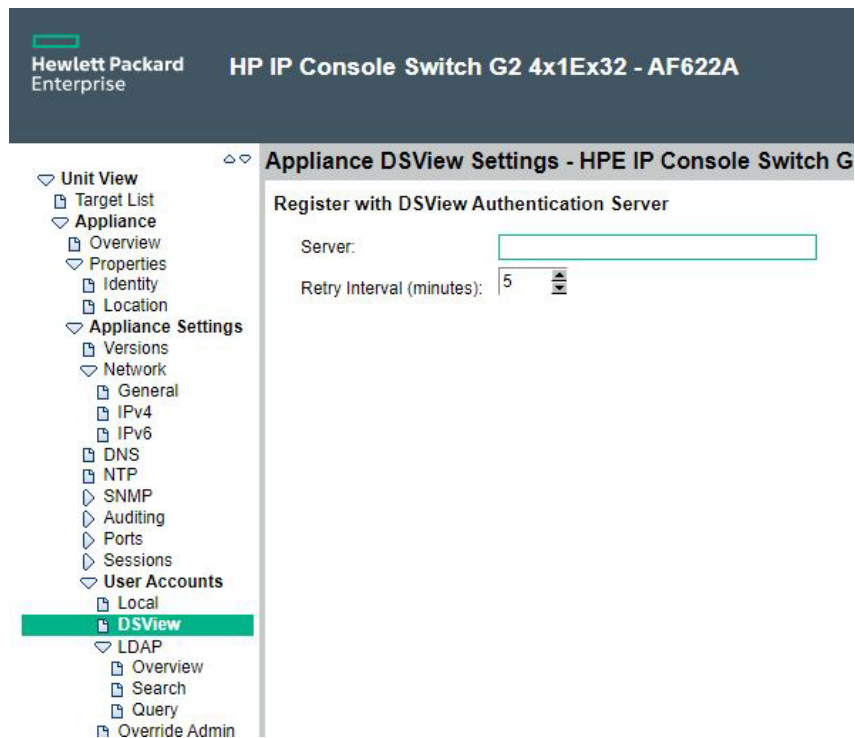 Hewlett Packard
Enterprise
HP IP Console Switch G2 4x1Ex32 - AF622A
Unit View
Target List
Appliance
Overview
Properties
Identity
Location
Appliance Settings
Versions
Network
General
IPv4
IPv6
DNS
NTP
SNMP
Auditing
Ports
Sessions
User Accounts
Local
DSView
LDAP
Overview
Search
Query
Override Admin
Appliance DSView Settings - HPE IP Console Switch G
Register with DSView Authentication Server
Server:
Retry Interval (minutes): 5